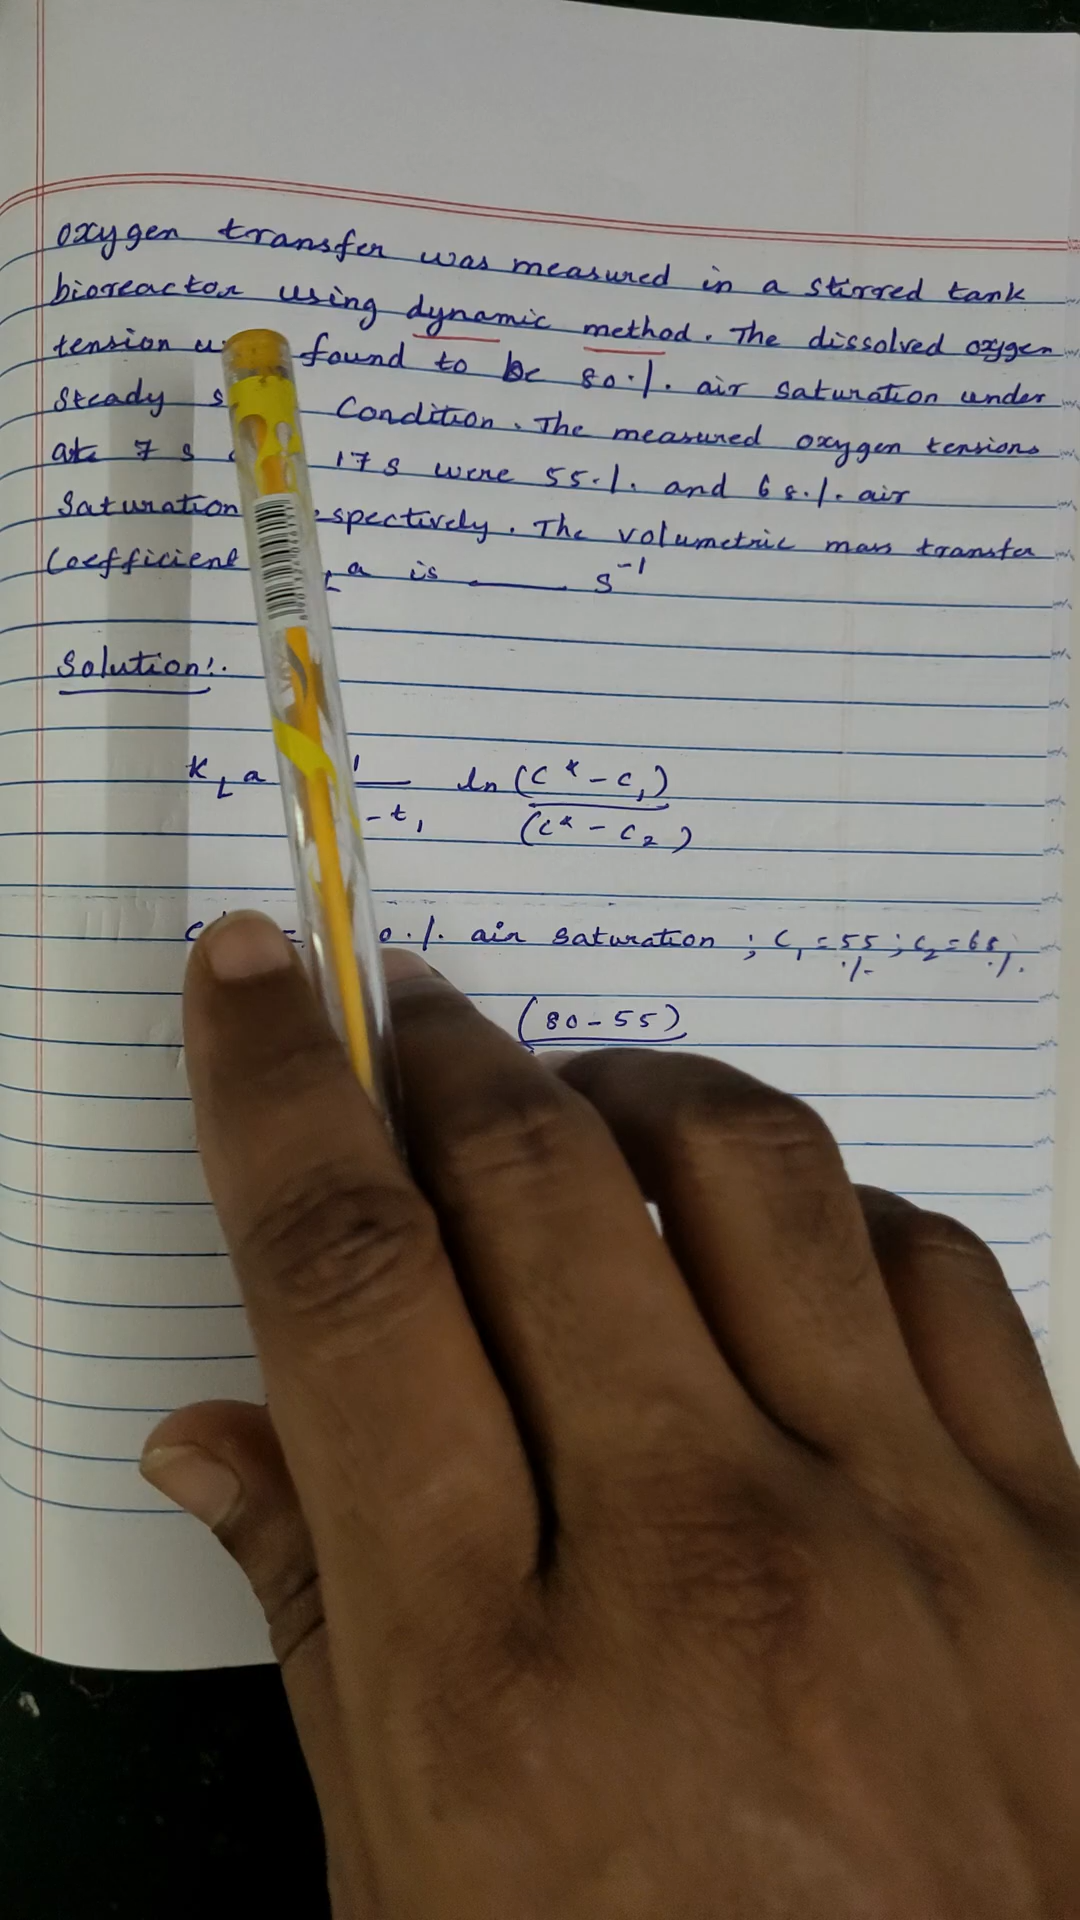 oxygen transfer was measured in a stirred tank
bioreactor using dynamic method. The dissolved oxygen
tension found to be 80 % air saturation under
steady Condition. The measured oxygen tensions
at 7 s 17 s were 55 % and 68 % air
Saturation spectively. The volumetric mass transfer
Coefficient L a is ____ s⁻¹
Solution:.
K L a 1 ln (C* - C₁)
- t₁ (C* - C₂)
0 % air saturation ; C₁ = 55 % ; C₂ = 68 %.
(80 - 55)